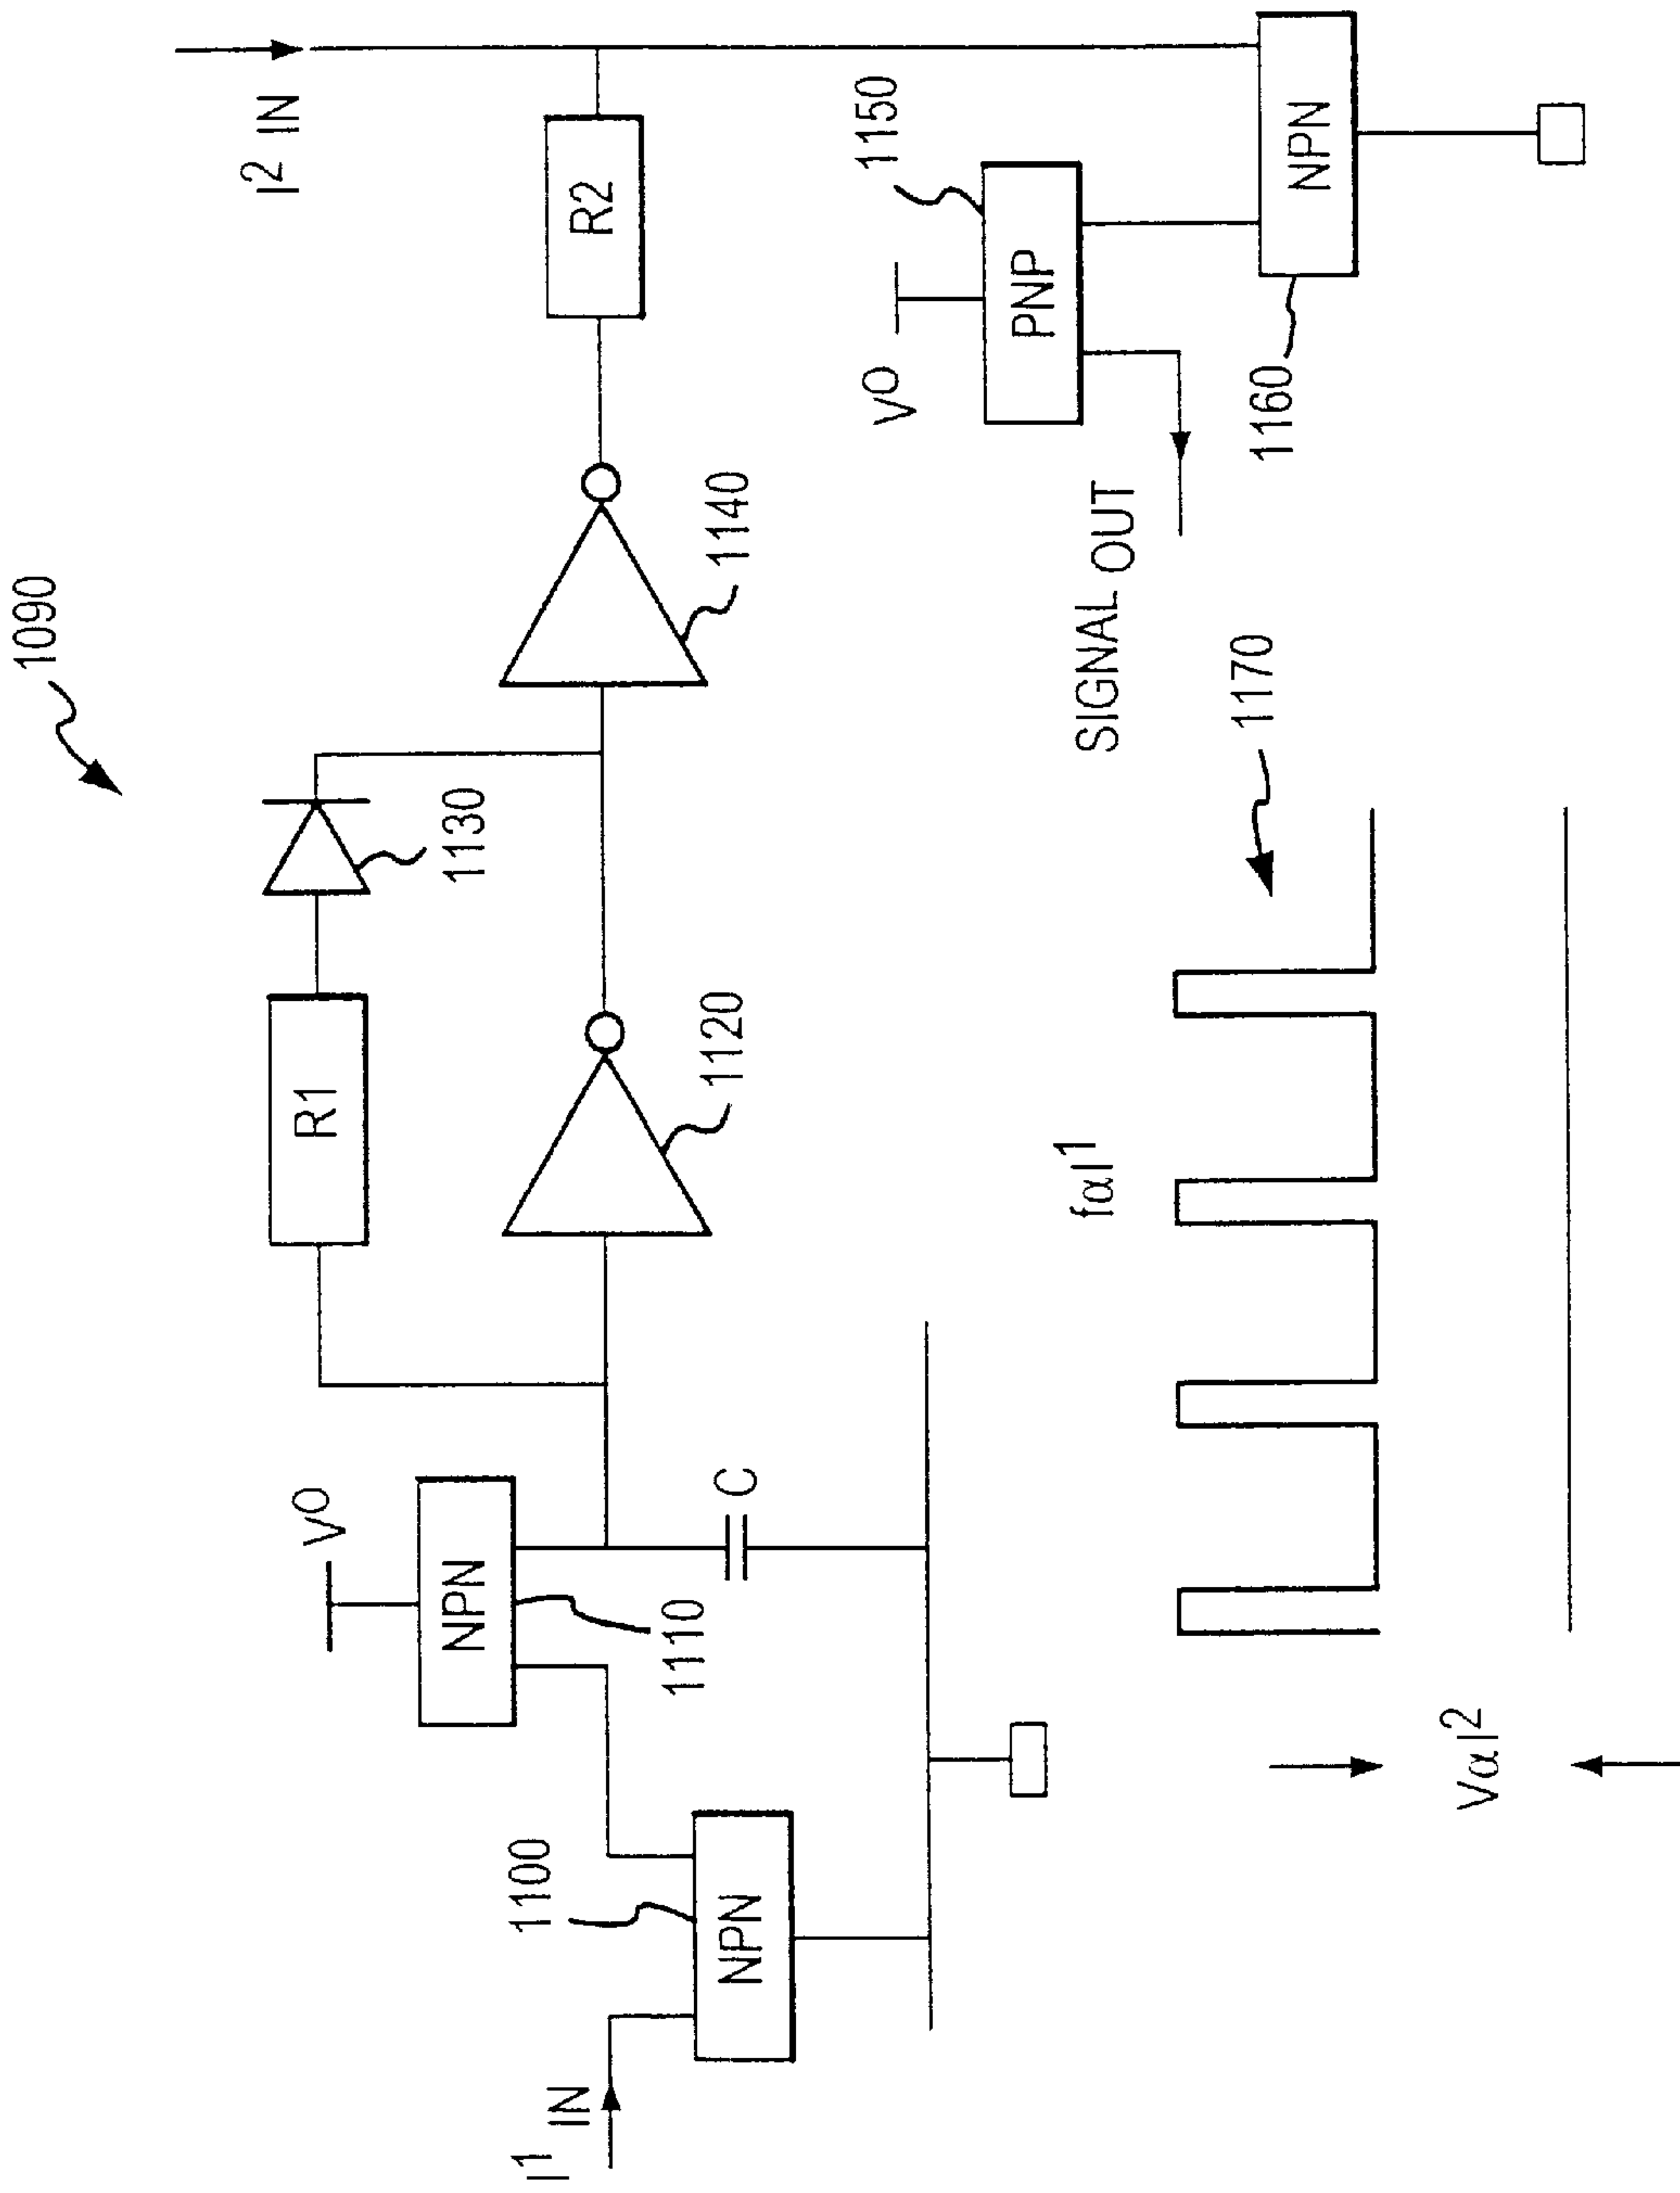 1090
I² IN
R1
1130
R2
V⁰
NPN
1110
1120
1140
C
1100
NPN
I¹ IN
V⁰
PNP
1150
SIGNAL OUT
NPN
1160
fαI¹
1170
VαI²